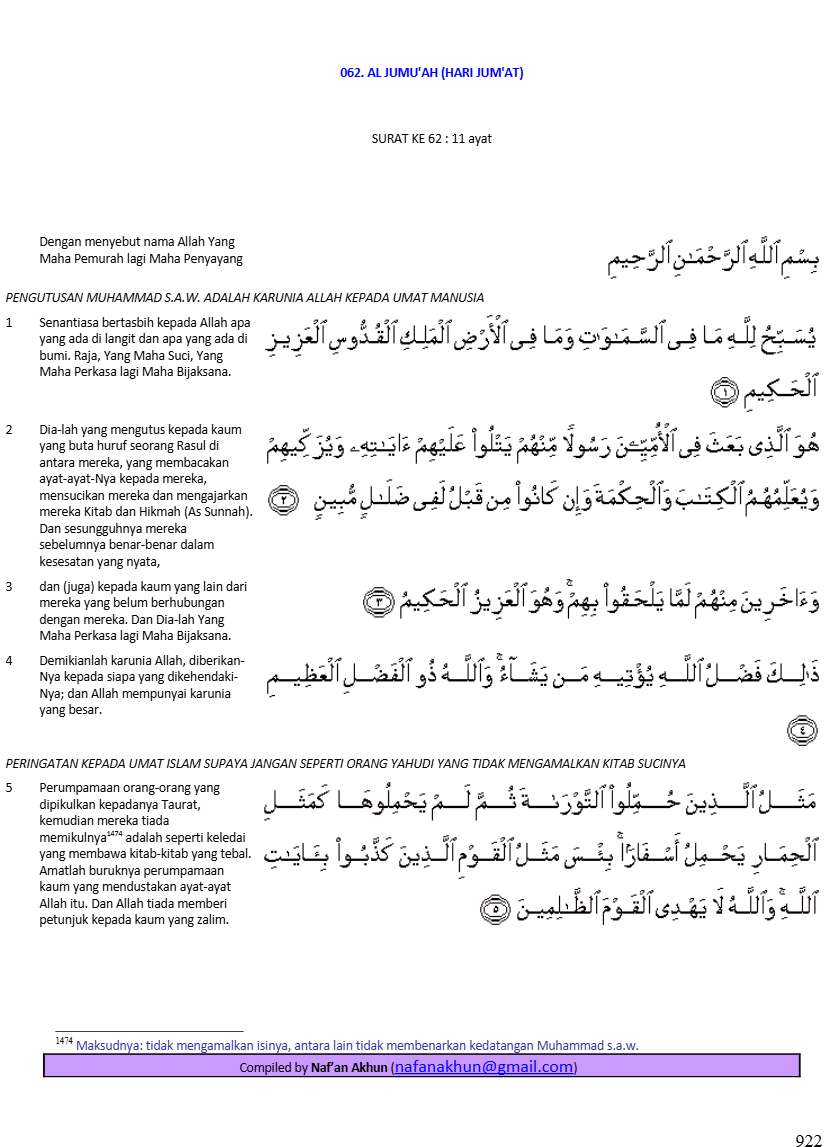 062. AL JUMU'AH (HARI JUM'AT)
SURAT KE 62 : 11 ayat
Dengan menyebut nama Allah Yang
Maha Pemurah lagi Maha Penyayang
بِسْمِ ٱللَّهِ ٱلرَّحْمَـٰنِ ٱلرَّحِيمِ
PENGUTUSAN MUHAMMAD S.A.W. ADALAH KARUNIA ALLAH KEPADA UMAT MANUSIA
1 Senantiasa bertasbih kepada Allah apa
yang ada di langit dan apa yang ada di
bumi. Raja, Yang Maha Suci, Yang
Maha Perkasa lagi Maha Bijaksana.
يُسَبِّحُ لِلَّهِ مَا فِى ٱلسَّمَـٰوَٰتِ وَمَا فِى ٱلْأَرْضِ ٱلْمَلِكِ ٱلْقُدُّوسِ ٱلْعَزِيزِ
ٱلْحَكِيمِ ١
2 Dia-lah yang mengutus kepada kaum
yang buta huruf seorang Rasul di
antara mereka, yang membacakan
ayat-ayat-Nya kepada mereka,
mensucikan mereka dan mengajarkan
mereka Kitab dan Hikmah (As Sunnah).
Dan sesungguhnya mereka
sebelumnya benar-benar dalam
kesesatan yang nyata,
هُوَ ٱلَّذِى بَعَثَ فِى ٱلْأُمِّيِّـۧنَ رَسُولًا مِّنْهُمْ يَتْلُوا۟ عَلَيْهِمْ ءَايَـٰتِهِۦ وَيُزَكِّيهِمْ
وَيُعَلِّمُهُمُ ٱلْكِتَـٰبَ وَٱلْحِكْمَةَ وَإِن كَانُوا۟ مِن قَبْلُ لَفِى ضَلَـٰلٍ مُّبِينٍ ٢
3 dan (juga) kepada kaum yang lain dari
mereka yang belum berhubungan
dengan mereka. Dan Dia-lah Yang
Maha Perkasa lagi Maha Bijaksana.
وَءَاخَرِينَ مِنْهُمْ لَمَّا يَلْحَقُوا۟ بِهِمْ ۚ وَهُوَ ٱلْعَزِيزُ ٱلْحَكِيمُ ٣
4 Demikianlah karunia Allah, diberikan-
Nya kepada siapa yang dikehendaki-
Nya; dan Allah mempunyai karunia
yang besar.
ذَٰلِكَ فَضْلُ ٱللَّهِ يُؤْتِيهِ مَن يَشَآءُ ۚ وَٱللَّهُ ذُو ٱلْفَضْلِ ٱلْعَظِيمِ
٤
PERINGATAN KEPADA UMAT ISLAM SUPAYA JANGAN SEPERTI ORANG YAHUDI YANG TIDAK MENGAMALKAN KITAB SUCINYA
5 Perumpamaan orang-orang yang
dipikulkan kepadanya Taurat,
kemudian mereka tiada
memikulnya¹⁴⁷⁴ adalah seperti keledai
yang membawa kitab-kitab yang tebal.
Amatlah buruknya perumpamaan
kaum yang mendustakan ayat-ayat
Allah itu. Dan Allah tiada memberi
petunjuk kepada kaum yang zalim.
مَثَلُ ٱلَّذِينَ حُمِّلُوا۟ ٱلتَّوْرَىٰةَ ثُمَّ لَمْ يَحْمِلُوهَا كَمَثَلِ
ٱلْحِمَارِ يَحْمِلُ أَسْفَارًۢا ۚ بِئْسَ مَثَلُ ٱلْقَوْمِ ٱلَّذِينَ كَذَّبُوا۟ بِـَٔايَـٰتِ
ٱللَّهِ ۚ وَٱللَّهُ لَا يَهْدِى ٱلْقَوْمَ ٱلظَّـٰلِمِينَ ٥
¹⁴⁷⁴ Maksudnya: tidak mengamalkan isinya, antara lain tidak membenarkan kedatangan Muhammad s.a.w.
Compiled by Naf'an Akhun (nafanakhun@gmail.com)
922